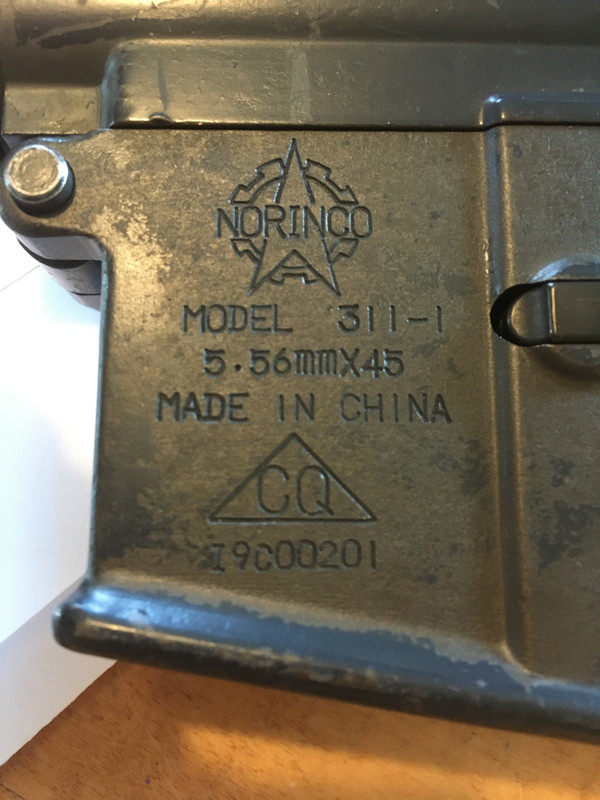 NORINCO
MODEL 311-1
5.56mmX45
MADE IN CHINA
CQ
19C00201